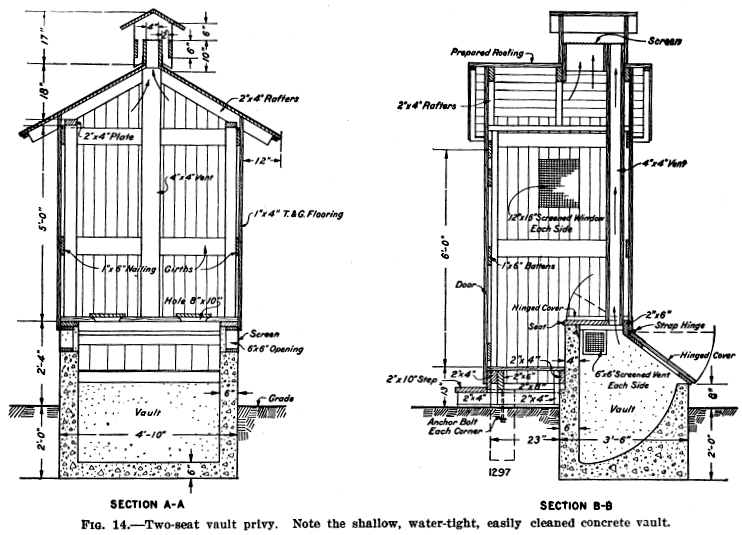 17"
18"
5'-0"
2'-4"
2'-0"
4"
6"
6"
10"
2"x4" Rafters
2"x4" Plate
12"
4"x4" Vent
1"x4" T.&G. Flooring
1"x6" Nailing Girths
Hole 8"x10"
Screen
6"x6" Opening
6"
Grade
Vault
4'-10"
6"
SECTION A-A
Screen
Prepared Roofing
2"x4" Rafters
4"x4" Vent
6'-0"
12"x16" Screened Window
Each Side
1"x6" Battens
Door
Hinged Cover
Seat
2"x6"
Strap Hinge
Hinged Cover
4"
6"x6" Screened Vent
Each Side
2"x4"
2"x4"
2"x6"
2"x10" Step
2"x8"
2"x4"
2"x4"
13"
8"
Vault
Anchor Bolt
Each Corner
6"
23"
3'-6"
2'-0"
1297
SECTION B-B
FIG. 14.—Two-seat vault privy. Note the shallow, water-tight, easily cleaned concrete vault.